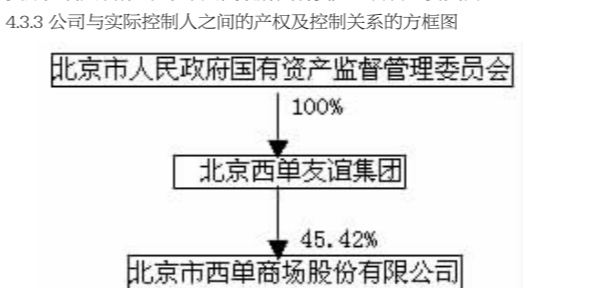 4.3.3 公司与实际控制人之间的产权及控制关系的方框图
北京市人民政府国有资产监督管理委员会
100%
北京西单友谊集团
45.42%
北京市西单商场股份有限公司